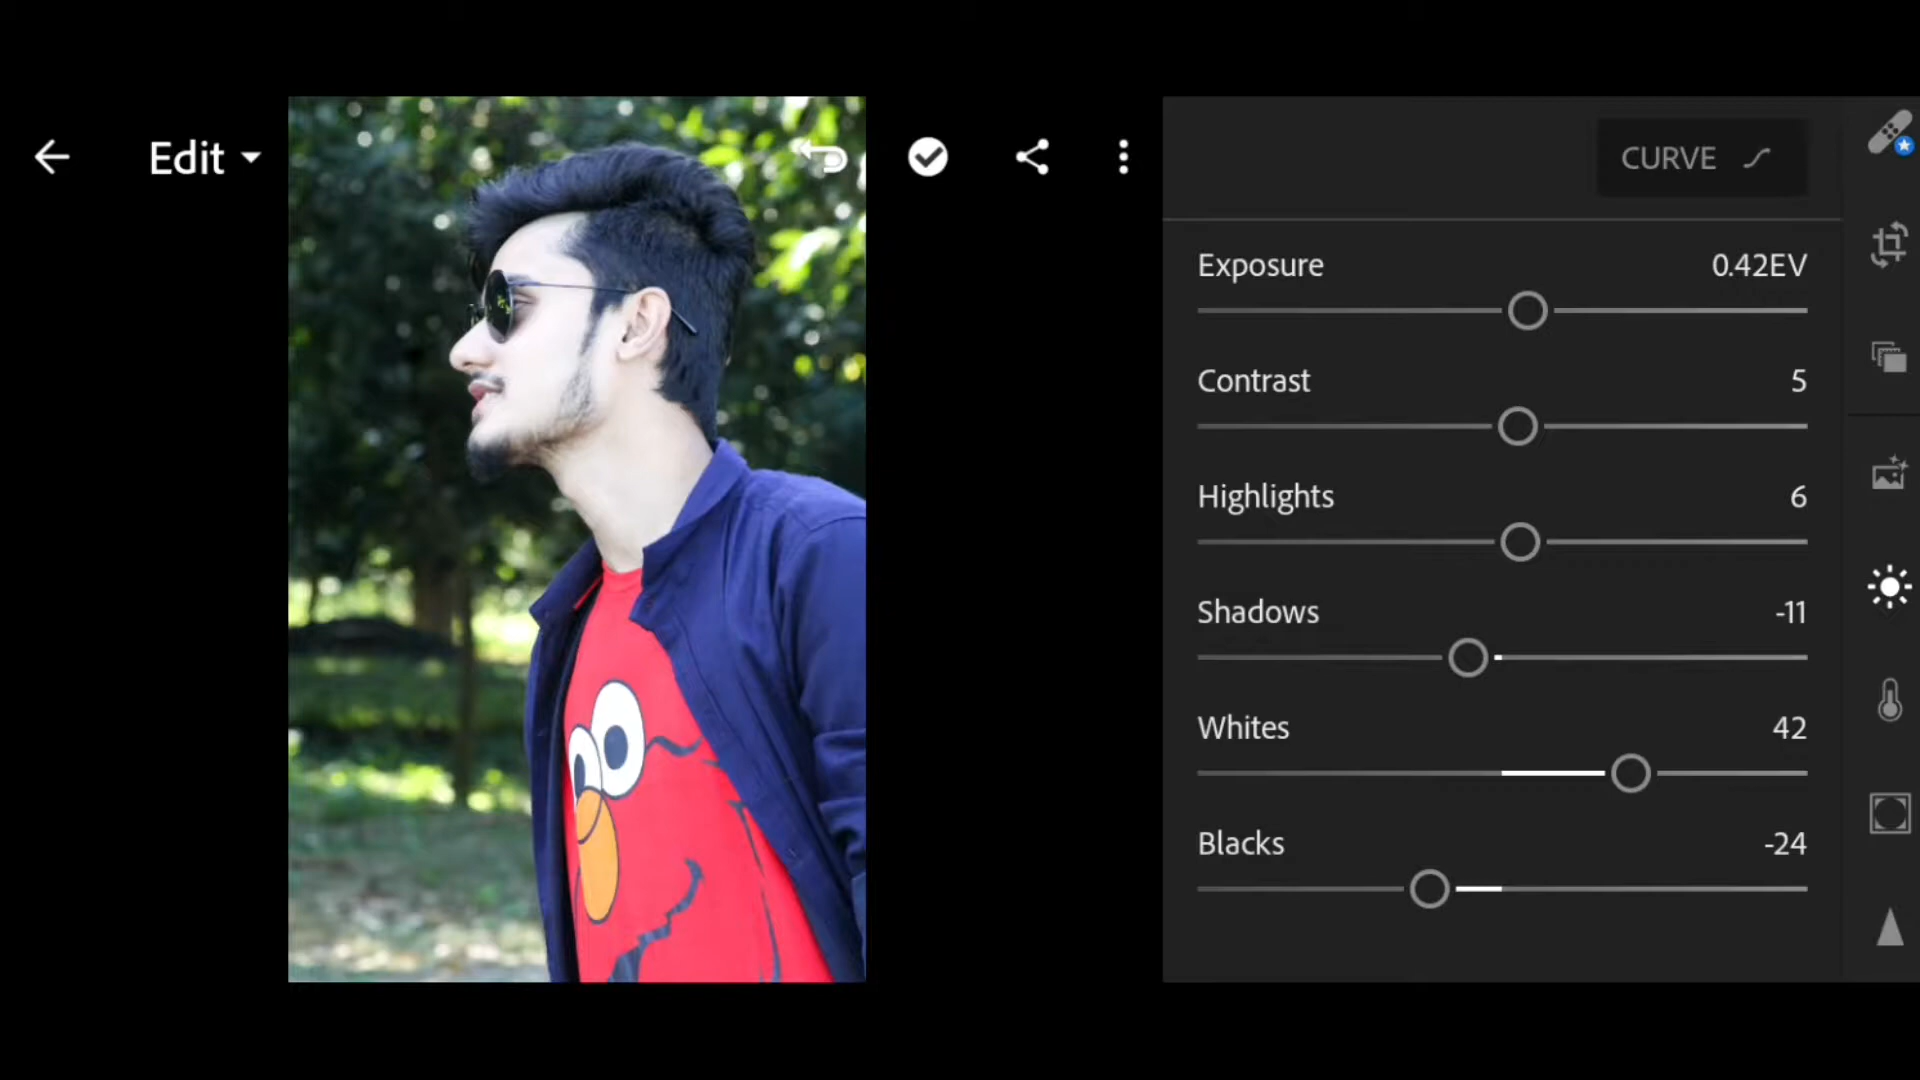 Edit
CURVE
Exposure 0.42EV
Contrast 5
Highlights 6
Shadows -11
Whites 42
Blacks -24